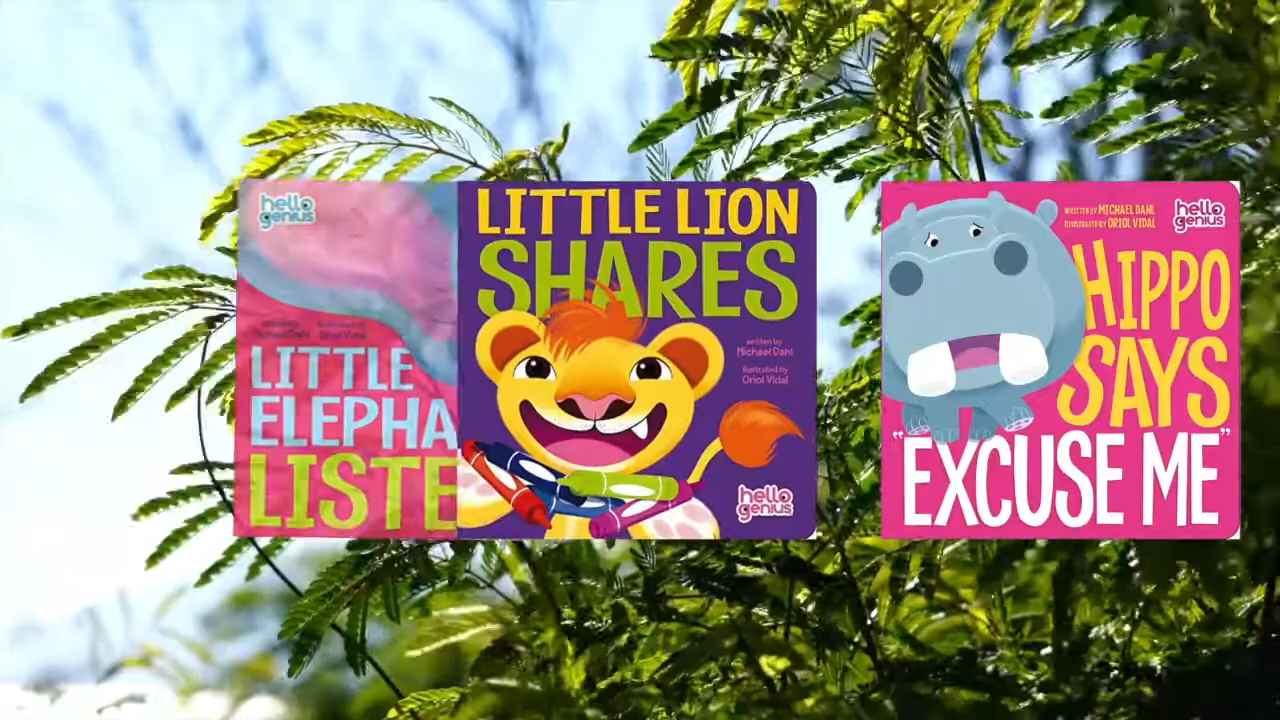 hello
genius
LITTLE
ELEPHA
LISTE
LITTLE LION
SHARES
written by
Michael Dahl
illustrated by
Oriol Vidal
hello
genius
WRITTEN BY MICHAEL DAHL
ILLUSTRATED BY ORIOL VIDAL
hello
genius
HIPPO
SAYS
"EXCUSE ME"